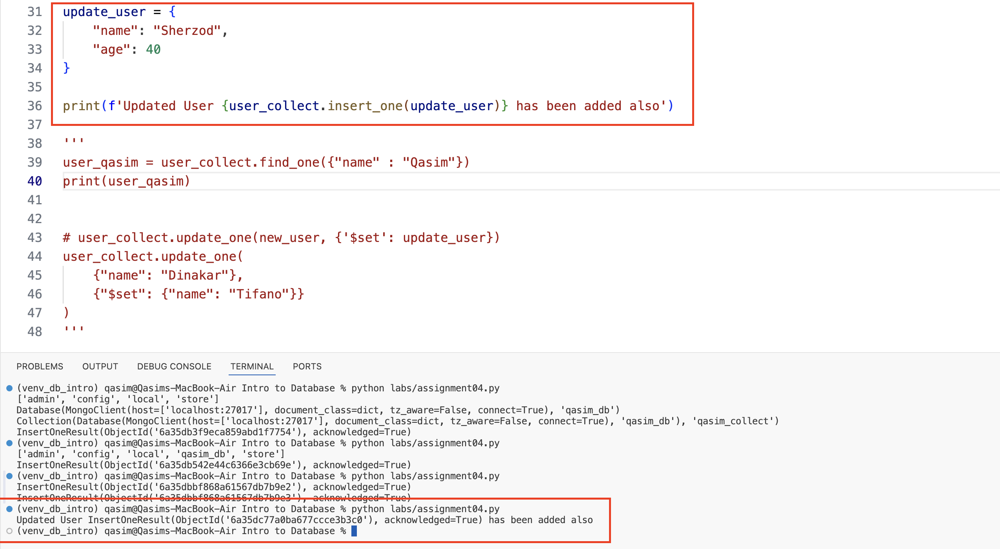 31 update_user = {
32     "name": "Sherzod",
33     "age": 40
34 }
35
36 print(f'Updated User {user_collect.insert_one(update_user)} has been added also')
37
38 '''
39 user_qasim = user_collect.find_one({"name" : "Qasim"})
40 print(user_qasim)
41
42
43 # user_collect.update_one(new_user, {'$set': update_user})
44 user_collect.update_one(
45     {"name": "Dinakar"},
46     {"$set": {"name": "Tifano"}}
47 )
48 '''
PROBLEMS OUTPUT DEBUG CONSOLE TERMINAL PORTS
(venv_db_intro) qasim@Qasims-MacBook-Air Intro to Database % python labs/assignment04.py
['admin', 'config', 'local', 'store']
Database(MongoClient(host=['localhost:27017'], document_class=dict, tz_aware=False, connect=True), 'qasim_db')
Collection(Database(MongoClient(host=['localhost:27017'], document_class=dict, tz_aware=False, connect=True), 'qasim_db'), 'qasim_collect')
InsertOneResult(ObjectId('6a35db3f9eca859abd1f7754'), acknowledged=True)
(venv_db_intro) qasim@Qasims-MacBook-Air Intro to Database % python labs/assignment04.py
['admin', 'config', 'local', 'qasim_db', 'store']
InsertOneResult(ObjectId('6a35db542e44c6366e3cb69e'), acknowledged=True)
(venv_db_intro) qasim@Qasims-MacBook-Air Intro to Database % python labs/assignment04.py
InsertOneResult(ObjectId('6a35dbbf868a61567db7b9e2'), acknowledged=True)
InsertOneResult(ObjectId('6a35dbbf868a61567db7b9e3'), acknowledged=True)
(venv_db_intro) qasim@Qasims-MacBook-Air Intro to Database % python labs/assignment04.py
Updated User InsertOneResult(ObjectId('6a35dc77a0ba677ccce3b3c0'), acknowledged=True) has been added also
(venv_db_intro) qasim@Qasims-MacBook-Air Intro to Database %